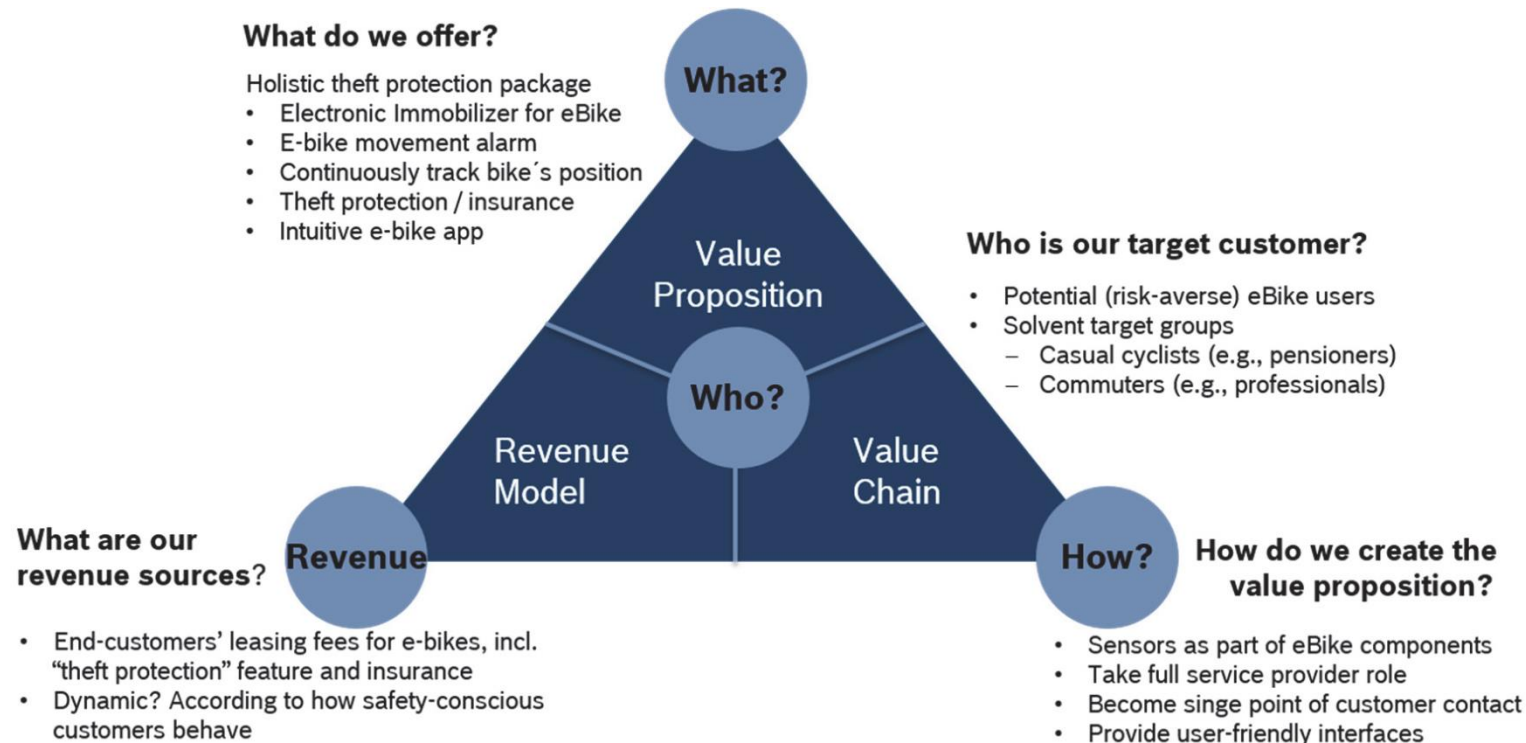 What do we offer?
Holistic theft protection package
• Electronic Immobilizer for eBike
• E-bike movement alarm
• Continuously track bike´s position
• Theft protection / insurance
• Intuitive e-bike app
What?
Value
Proposition
Who is our target customer?
• Potential (risk-averse) eBike users
• Solvent target groups
– Casual cyclists (e.g., pensioners)
– Commuters (e.g., professionals)
Who?
Revenue
Model
Value
Chain
What are our
revenue sources?
Revenue
• End-customers’ leasing fees for e-bikes, incl.
“theft protection” feature and insurance
• Dynamic? According to how safety-conscious
customers behave
How?
How do we create the
value proposition?
• Sensors as part of eBike components
• Take full service provider role
• Become singe point of customer contact
• Provide user-friendly interfaces